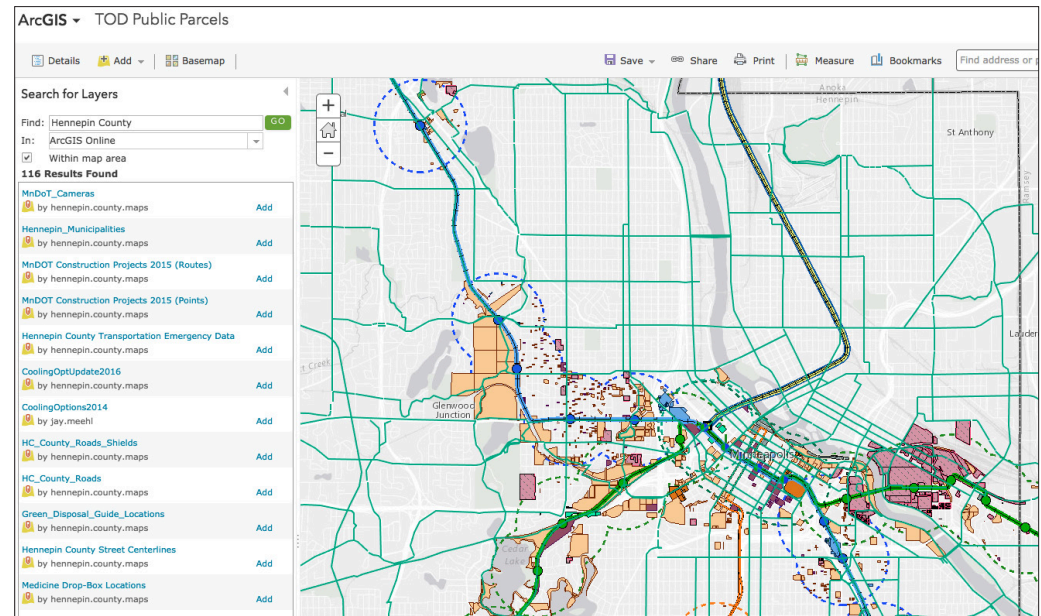 ArcGIS TOD Public Parcels
Details Add Basemap Save Share Print Measure Bookmarks Find address or
Search for Layers
Find: Hennepin County GO
In: ArcGIS Online
Within map area
116 Results Found
MnDoT_Cameras
by hennepin.county.maps Add
Hennepin_Municipalities
by hennepin.county.maps Add
MnDOT Construction Projects 2015 (Routes)
by hennepin.county.maps Add
MnDOT Construction Projects 2015 (Points)
by hennepin.county.maps Add
Hennepin County Transportation Emergency Data
by hennepin.county.maps Add
CoolingOptUpdate2016
by hennepin.county.maps Add
CoolingOptions2014
by jay.meehl Add
HC_County_Roads_Shields
by hennepin.county.maps Add
HC_County_Roads
by hennepin.county.maps Add
Green_Disposal_Guide_Locations
by hennepin.county.maps Add
Hennepin County Street Centerlines
by hennepin.county.maps Add
Medicine Drop-Box Locations
by hennepin.county.maps Add
Anoka
Hennepin
St Anthony
Ramsey
Lauder
Creek
Glenwood
Junction
Minneapolis
Cedar
Lake